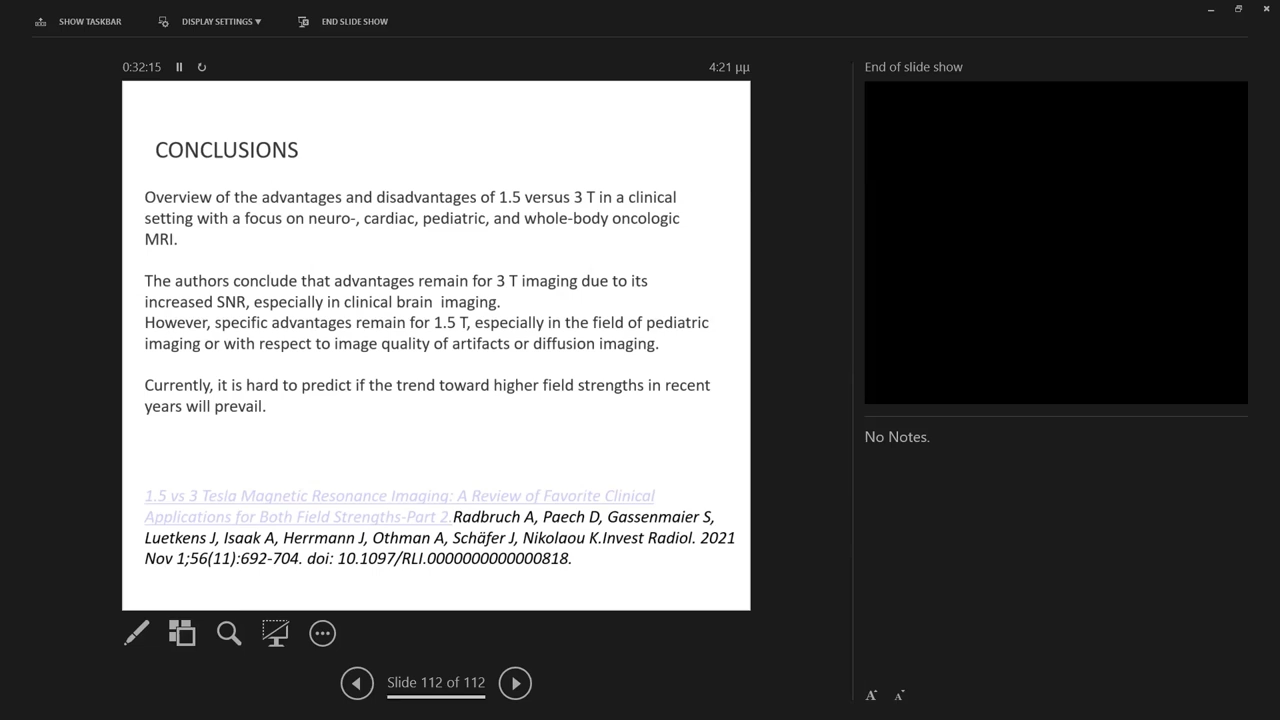 SHOW TASKBAR
DISPLAY SETTINGS ▼
END SLIDE SHOW
0:32:15
4:21 μμ
End of slide show
CONCLUSIONS
Overview of the advantages and disadvantages of 1.5 versus 3 T in a clinical
setting with a focus on neuro-, cardiac, pediatric, and whole-body oncologic
MRI.
The authors conclude that advantages remain for 3 T imaging due to its
increased SNR, especially in clinical brain  imaging.
However, specific advantages remain for 1.5 T, especially in the field of pediatric
imaging or with respect to image quality of artifacts or diffusion imaging.
Currently, it is hard to predict if the trend toward higher field strengths in recent
years will prevail.
1.5 vs 3 Tesla Magnetic Resonance Imaging: A Review of Favorite Clinical
Applications for Both Field Strengths-Part 2.Radbruch A, Paech D, Gassenmaier S,
Luetkens J, Isaak A, Herrmann J, Othman A, Schäfer J, Nikolaou K.Invest Radiol. 2021
Nov 1;56(11):692-704. doi: 10.1097/RLI.0000000000000818.
No Notes.
Slide 112 of 112
A A